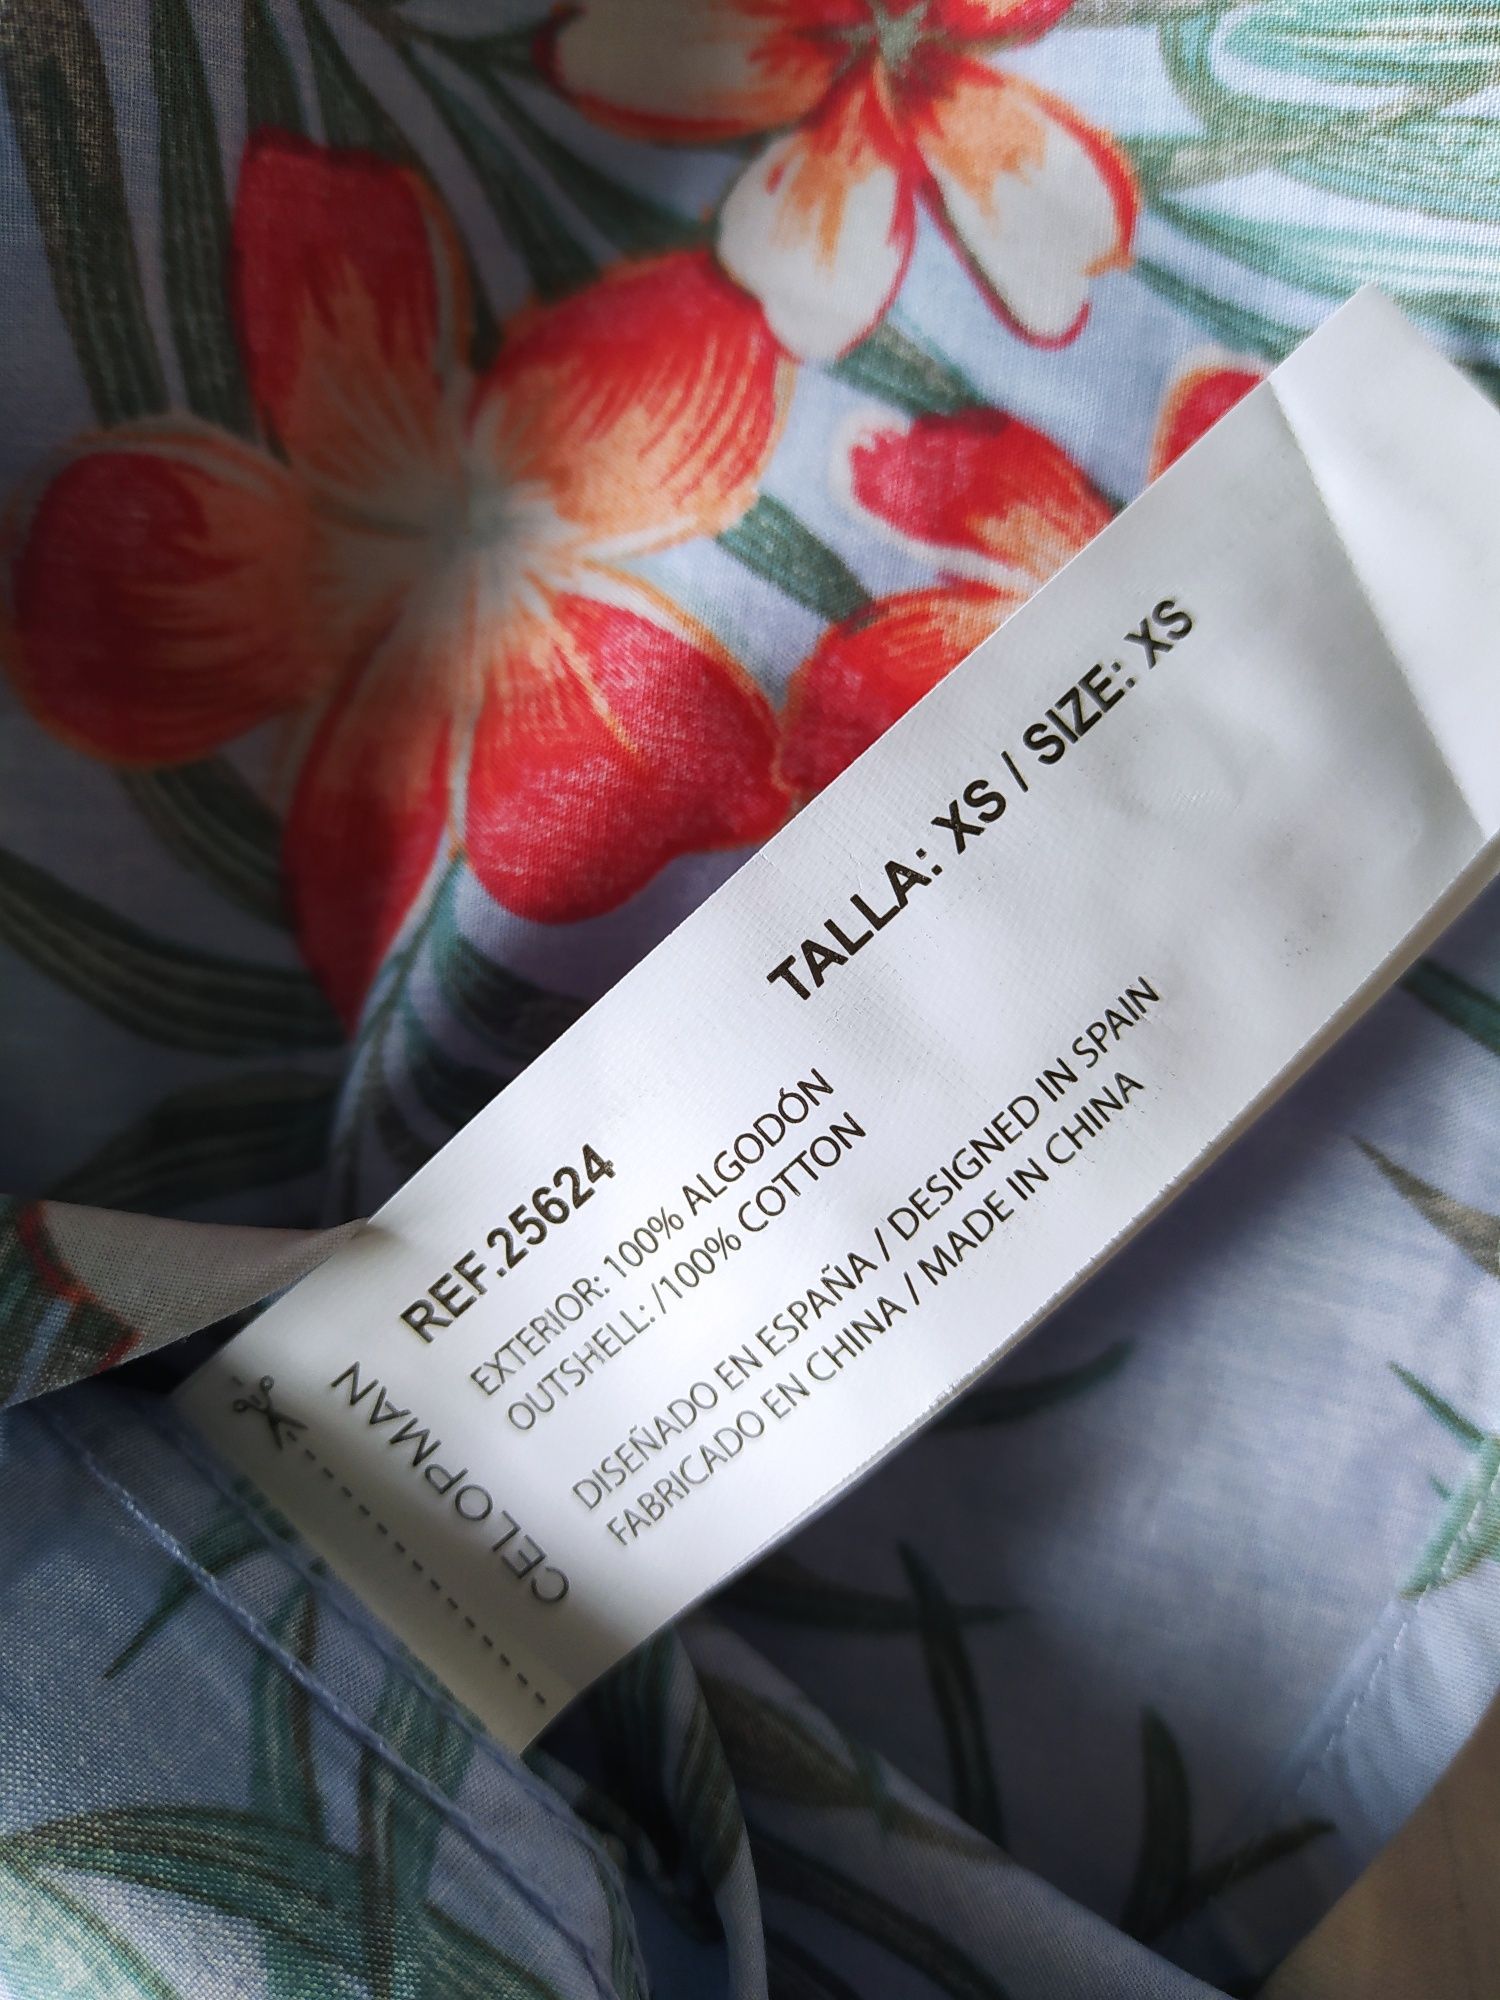 TALLA: XS / SIZE: XS
REF.25624
EXTERIOR: 100% ALGODÓN
OUTSHELL: /100% COTTON
DISEÑADO EN ESPAÑA / DESIGNED IN SPAIN
FABRICADO EN CHINA / MADE IN CHINA
CELOPMAN